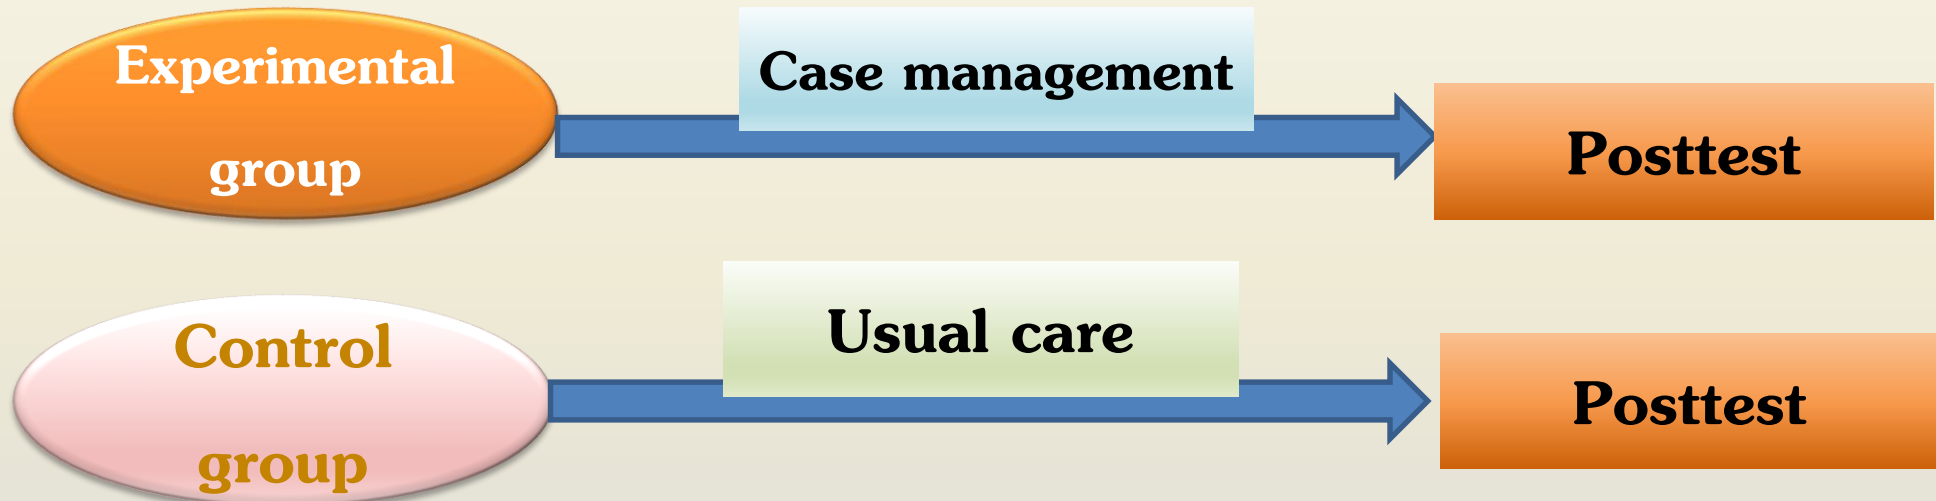 Experimental
group
Case management
Posttest
Control
group
Usual care
Posttest